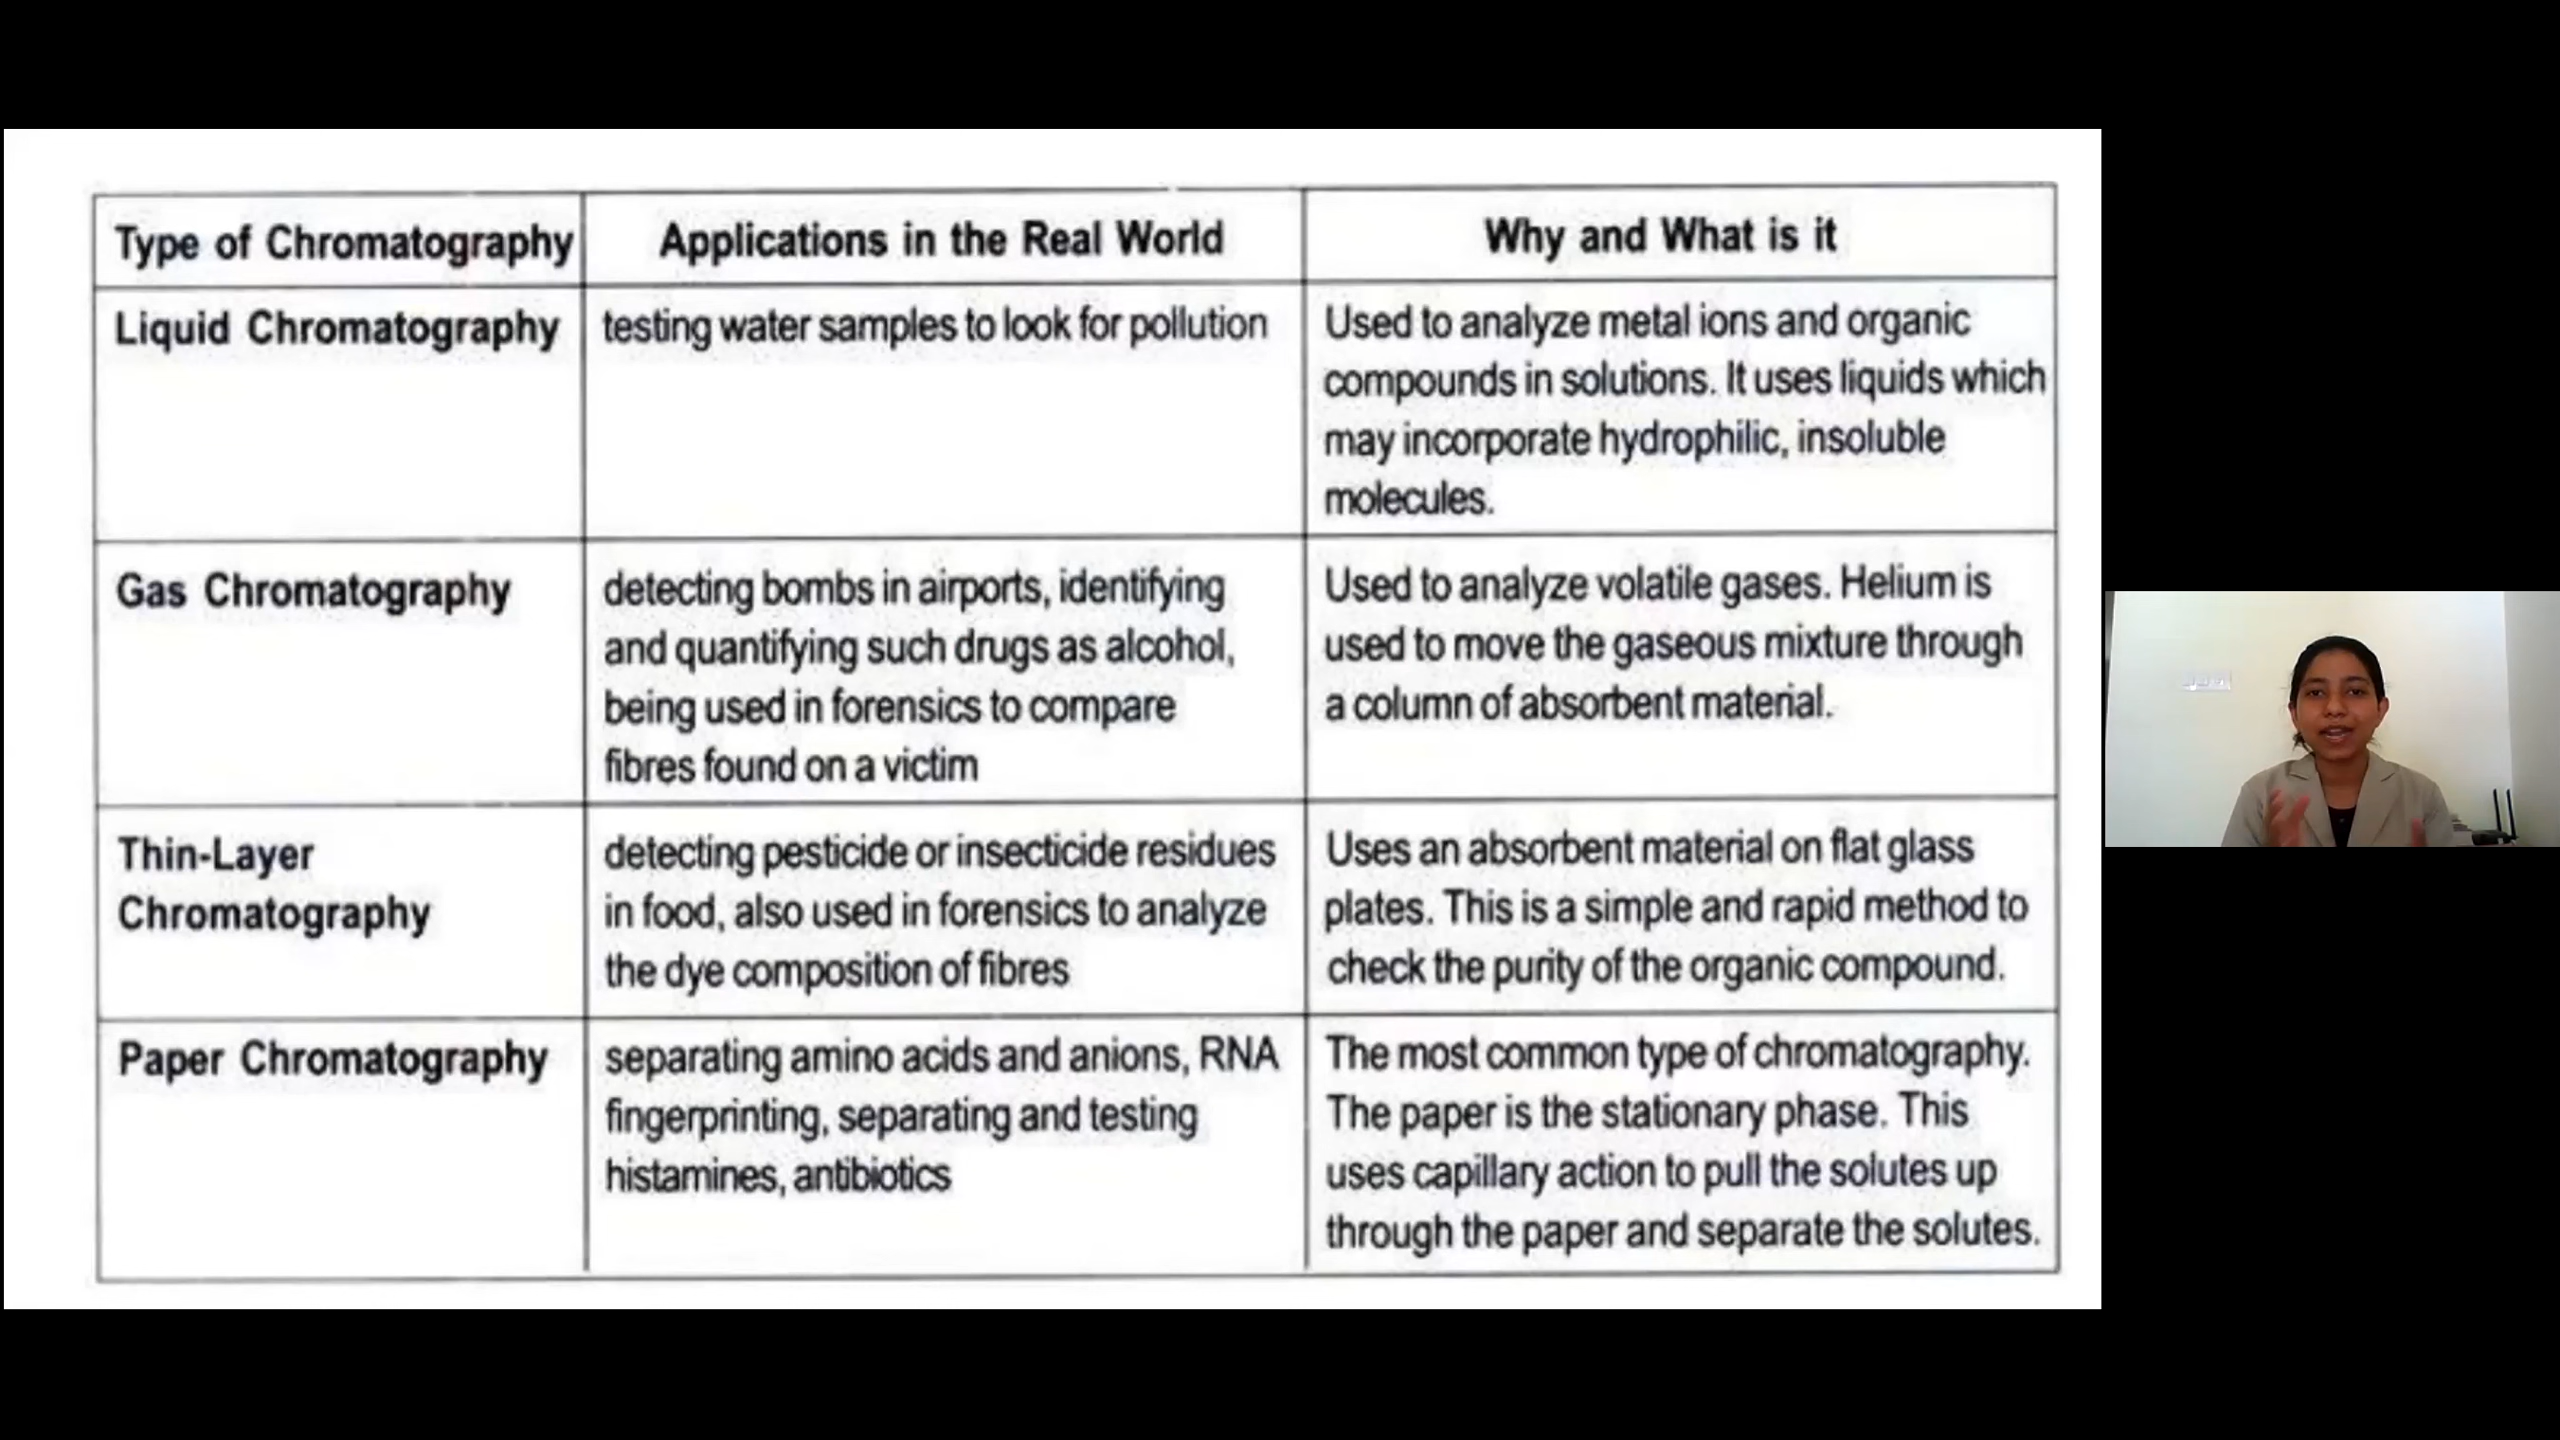 Type of Chromatography
Applications in the Real World
Why and What is it
Liquid Chromatography
testing water samples to look for pollution
Used to analyze metal ions and organic
compounds in solutions. It uses liquids which
may incorporate hydrophilic, insoluble
molecules.
Gas Chromatography
detecting bombs in airports, identifying
and quantifying such drugs as alcohol,
being used in forensics to compare
fibres found on a victim
Used to analyze volatile gases. Helium is
used to move the gaseous mixture through
a column of absorbent material.
Thin-Layer
Chromatography
detecting pesticide or insecticide residues
in food, also used in forensics to analyze
the dye composition of fibres
Uses an absorbent material on flat glass
plates. This is a simple and rapid method to
check the purity of the organic compound.
Paper Chromatography
separating amino acids and anions, RNA
fingerprinting, separating and testing
histamines, antibiotics
The most common type of chromatography.
The paper is the stationary phase. This
uses capillary action to pull the solutes up
through the paper and separate the solutes.